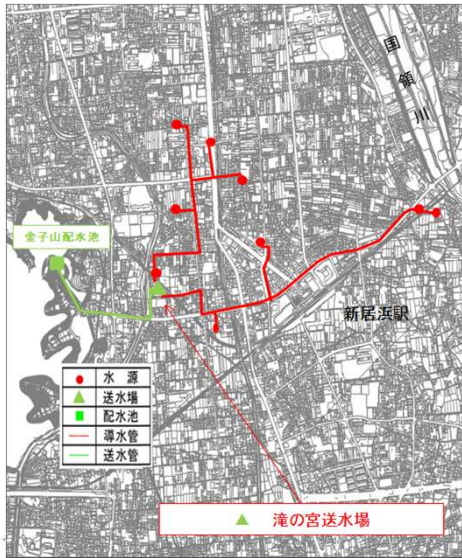 国領川
金子山配水池
新居浜駅
水 源
送水場
配水池
導水管
送水管
滝の宮送水場